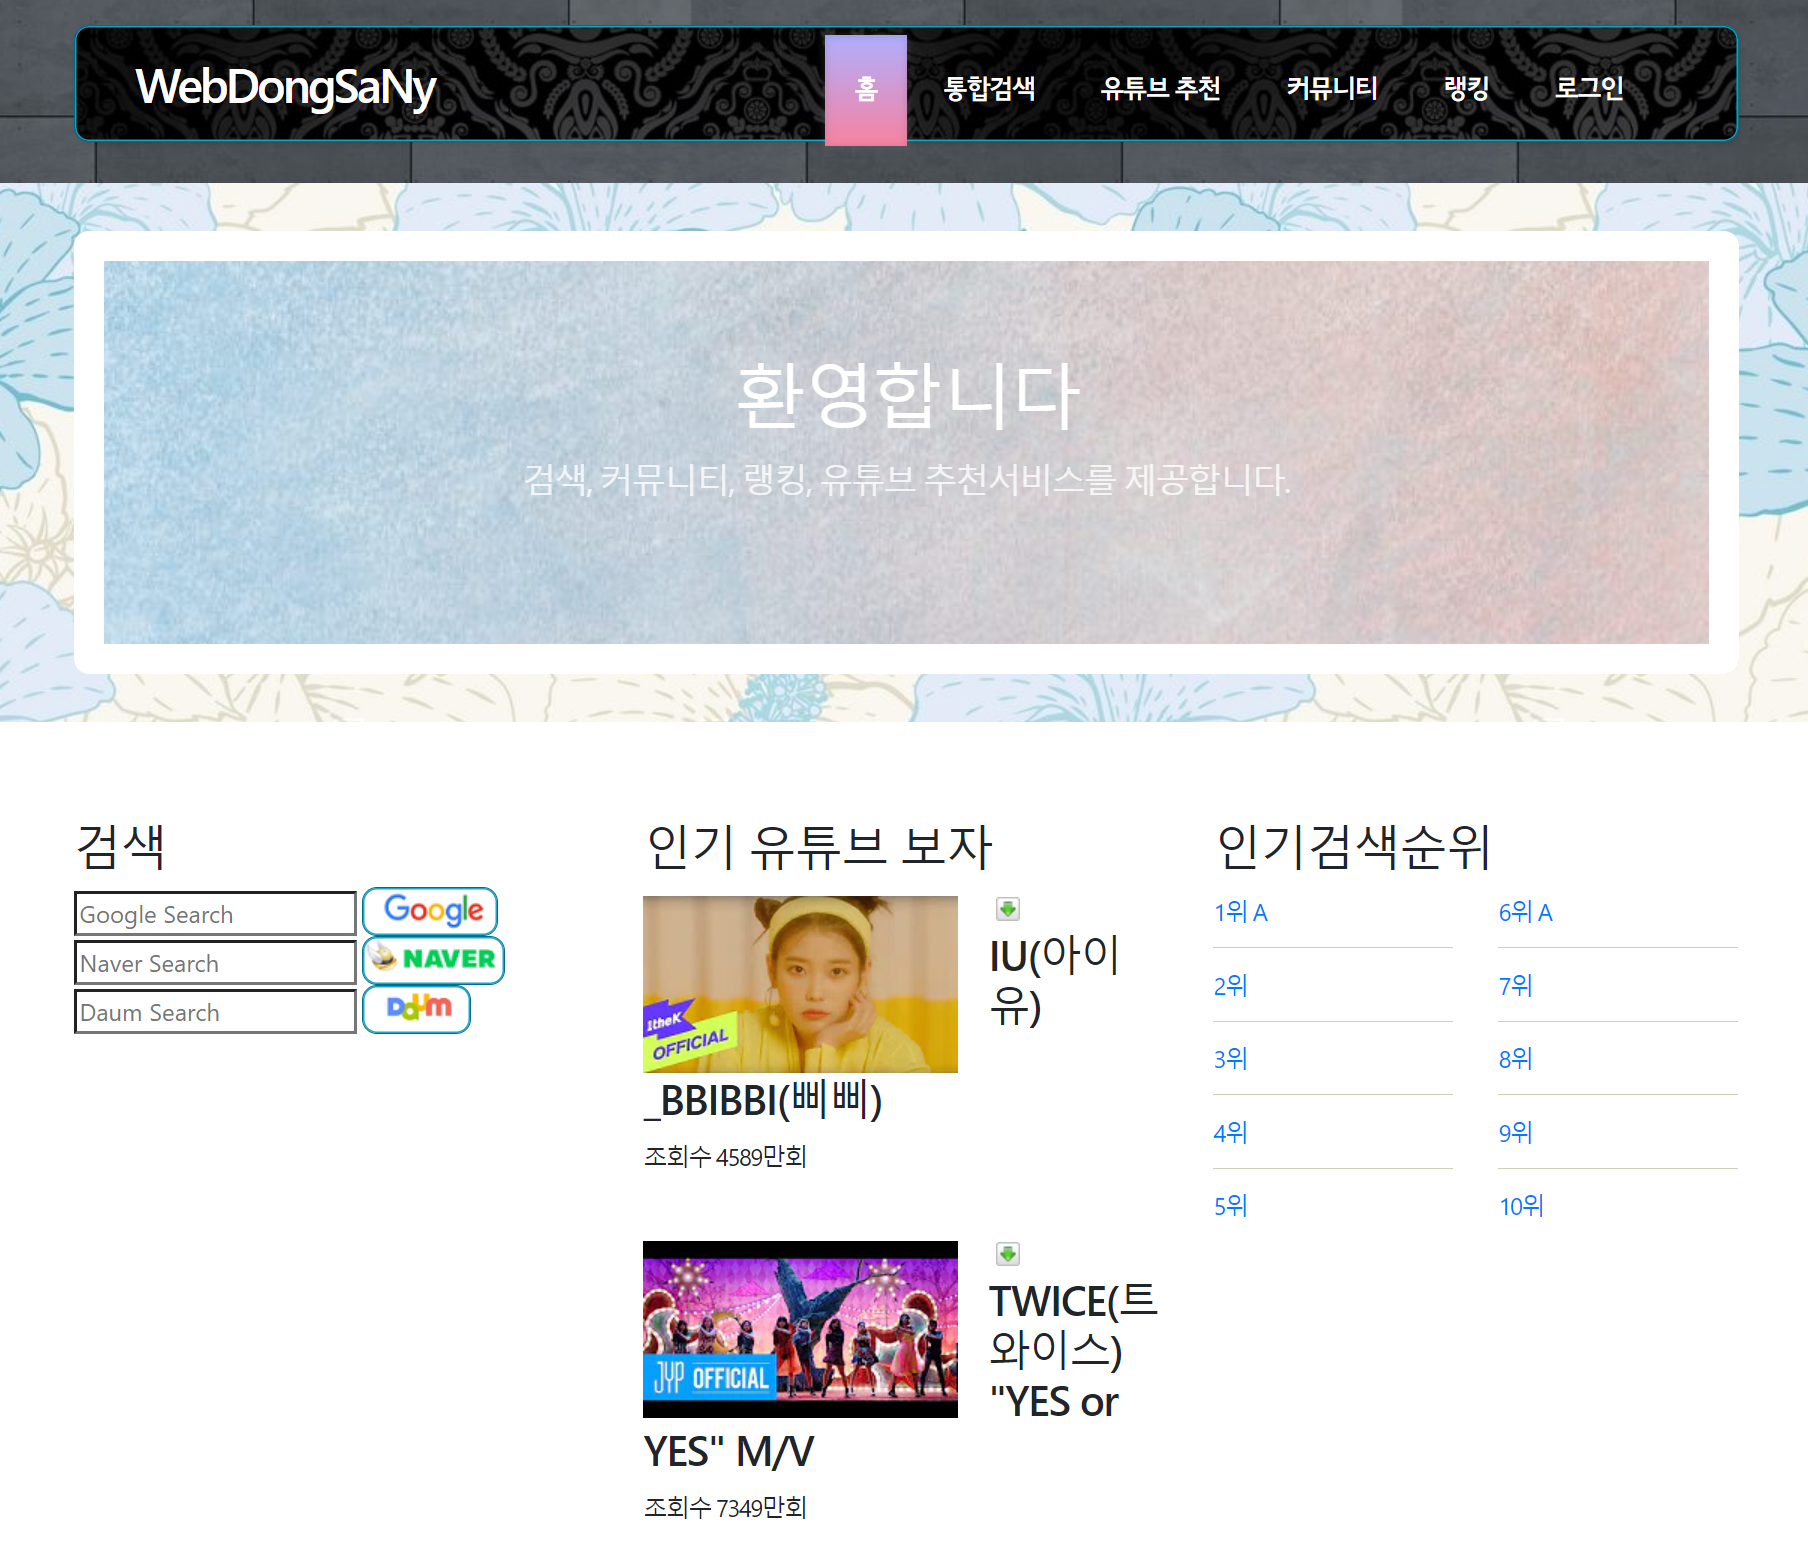 WebDongSaNy
홈 통합검색 유튜브 추천 커뮤니티 랭킹 로그인
환영합니다
검색, 커뮤니티, 랭킹, 유튜브 추천서비스를 제공합니다.
검색
Google Search Google
Naver Search NAVER
Daum Search Daum
인기 유튜브 보자
1theK
OFFICIAL
IU(아이
유)
_BBIBBI(삐삐)
조회수 4589만회
JYP OFFICIAL
TWICE(트
와이스)
"YES or
YES" M/V
조회수 7349만회
인기검색순위
1위 A
2위
3위
4위
5위
6위 A
7위
8위
9위
10위